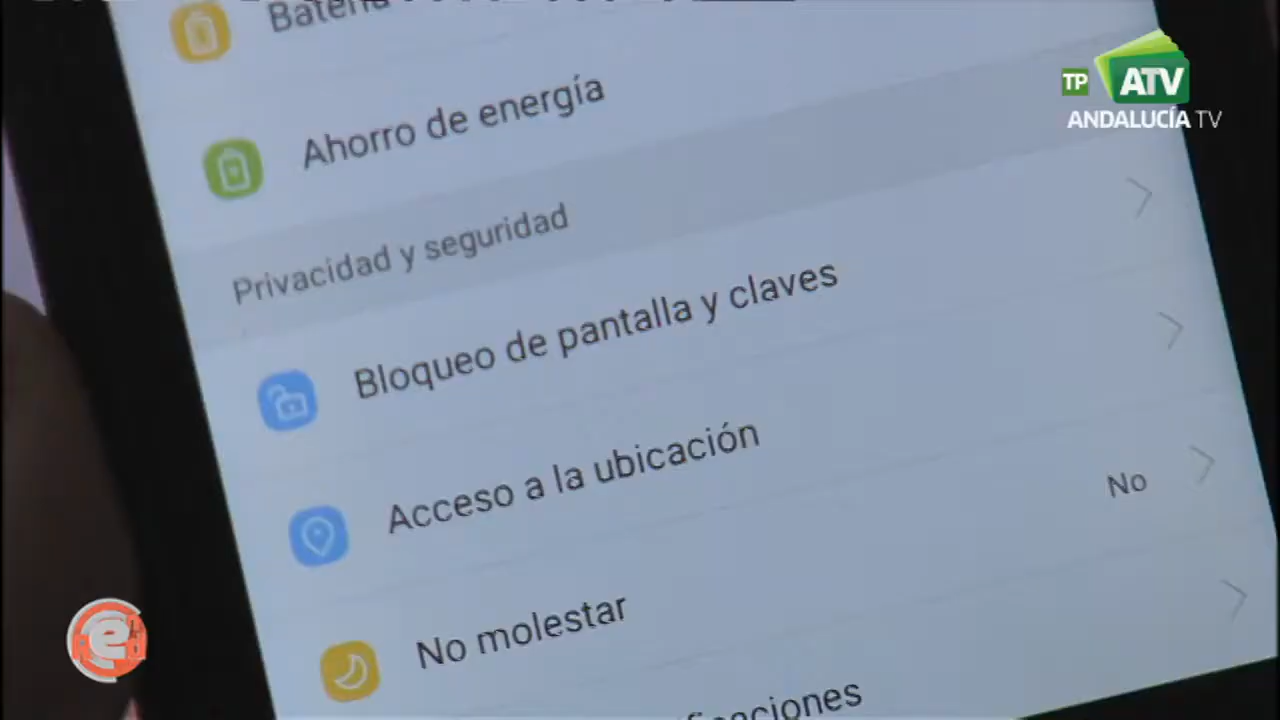 Batería
TP ATV
ANDALUCÍA TV
Ahorro de energía
Privacidad y seguridad
Bloqueo de pantalla y claves
Acceso a la ubicación
No
No molestar
e